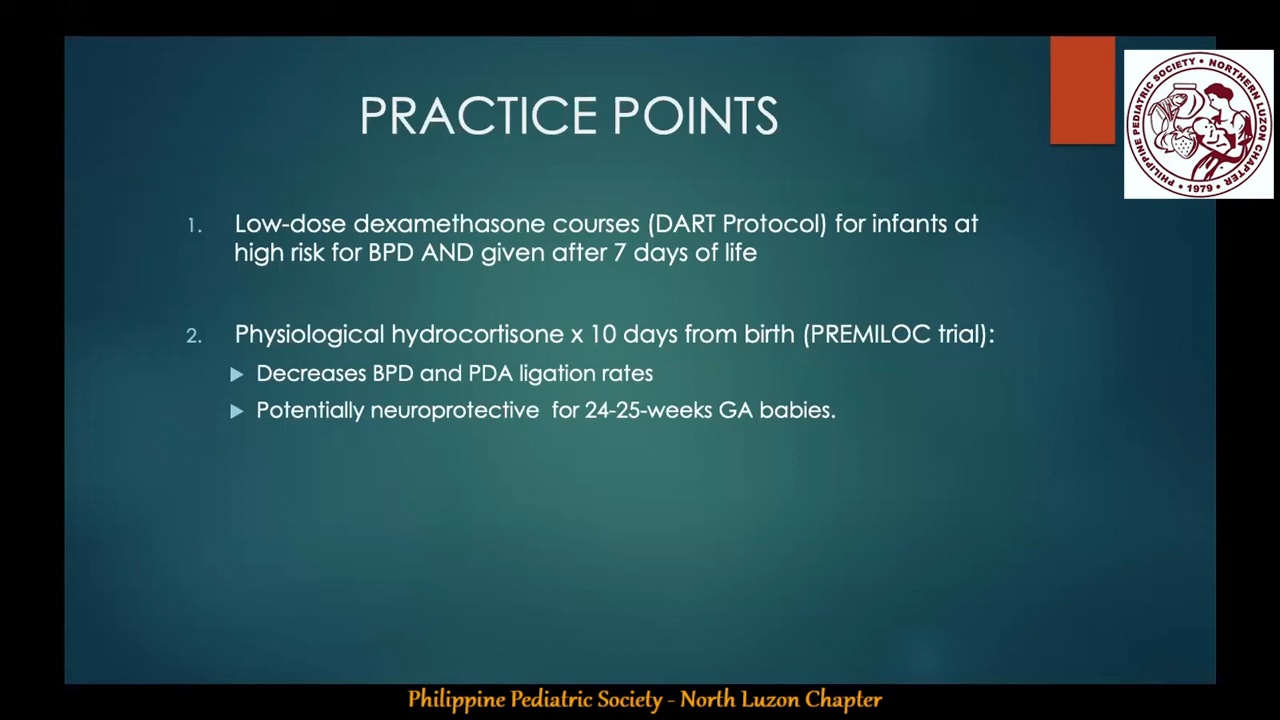 PRACTICE POINTS
PHILIPPINE PEDIATRIC SOCIETY • NORTHERN LUZON CHAPTER
• 1979 •
1. Low-dose dexamethasone courses (DART Protocol) for infants at
high risk for BPD AND given after 7 days of life
2. Physiological hydrocortisone x 10 days from birth (PREMILOC trial):
Decreases BPD and PDA ligation rates
Potentially neuroprotective  for 24-25-weeks GA babies.
Philippine Pediatric Society - North Luzon Chapter